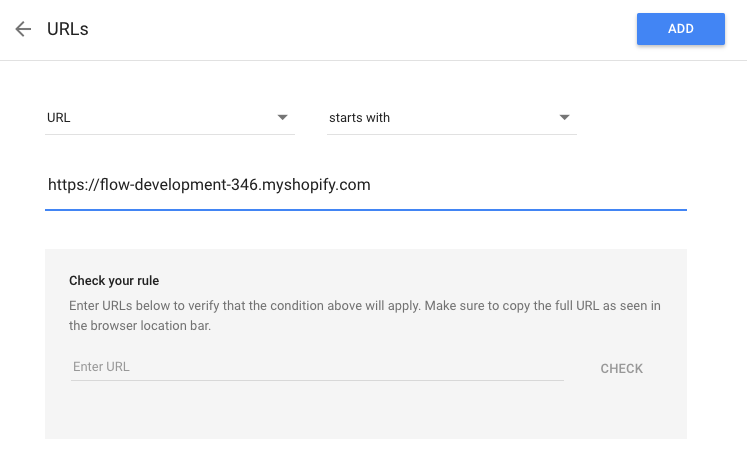 URLs
ADD
URL
starts with
https://flow-development-346.myshopify.com
Check your rule
Enter URLs below to verify that the condition above will apply. Make sure to copy the full URL as seen in
the browser location bar.
Enter URL
CHECK